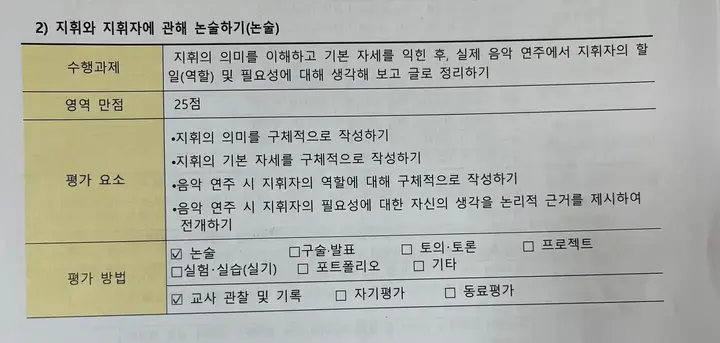 2) 지휘와 지휘자에 관해 논술하기(논술)
수행과제
지휘의 의미를 이해하고 기본 자세를 익힌 후, 실제 음악 연주에서 지휘자의 할
일(역할) 및 필요성에 대해 생각해 보고 글로 정리하기
영역 만점
25점
평가 요소
•지휘의 의미를 구체적으로 작성하기
•지휘의 기본 자세를 구체적으로 작성하기
•음악 연주 시 지휘자의 역할에 대해 구체적으로 작성하기
•음악 연주 시 지휘자의 필요성에 대한 자신의 생각을 논리적 근거를 제시하여
전개하기
평가 방법
☑ 논술 □구술·발표 □ 토의·토론 □ 프로젝트
□실험·실습(실기) □ 포트폴리오 □ 기타
☑ 교사 관찰 및 기록 □ 자기평가 □ 동료평가